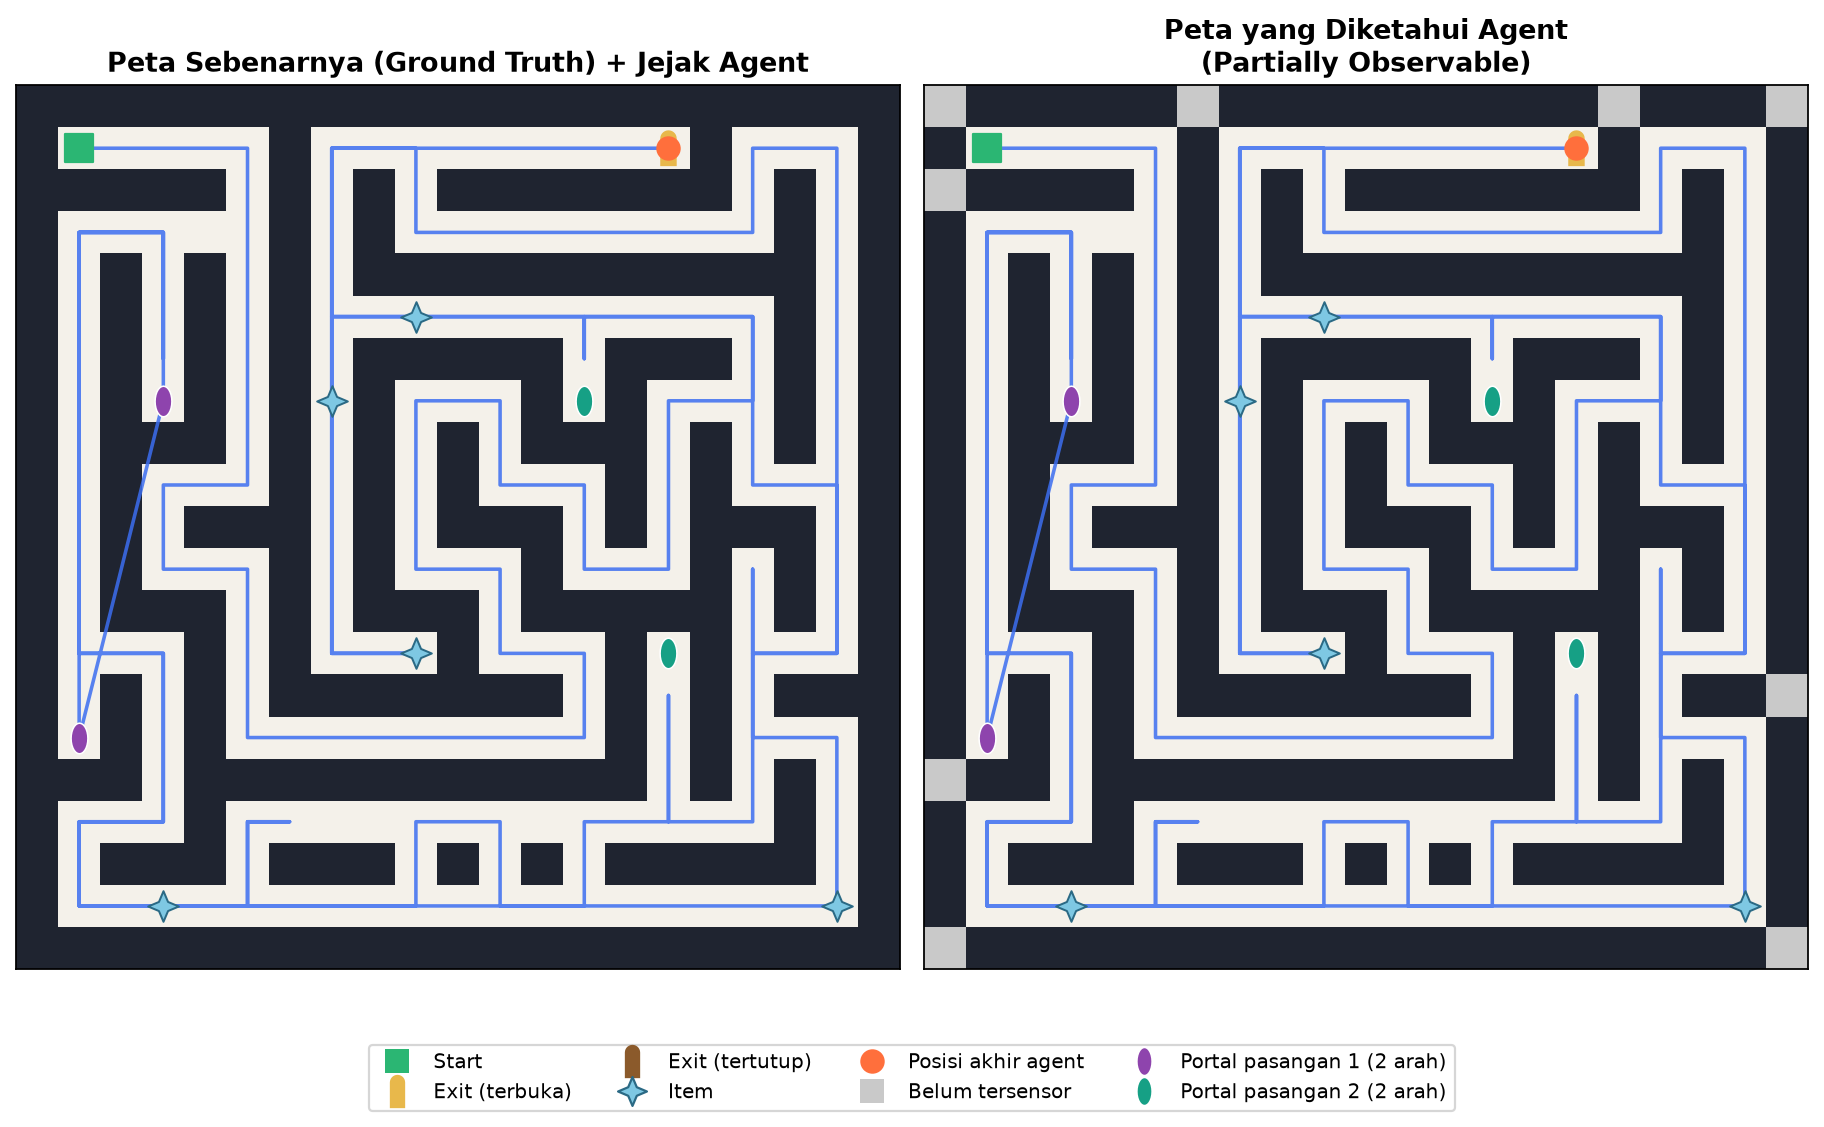 Peta Sebenarnya (Ground Truth) + Jejak Agent
Peta yang Diketahui Agent
(Partially Observable)
Start
Exit (terbuka)
Exit (tertutup)
Item
Posisi akhir agent
Belum tersensor
Portal pasangan 1 (2 arah)
Portal pasangan 2 (2 arah)